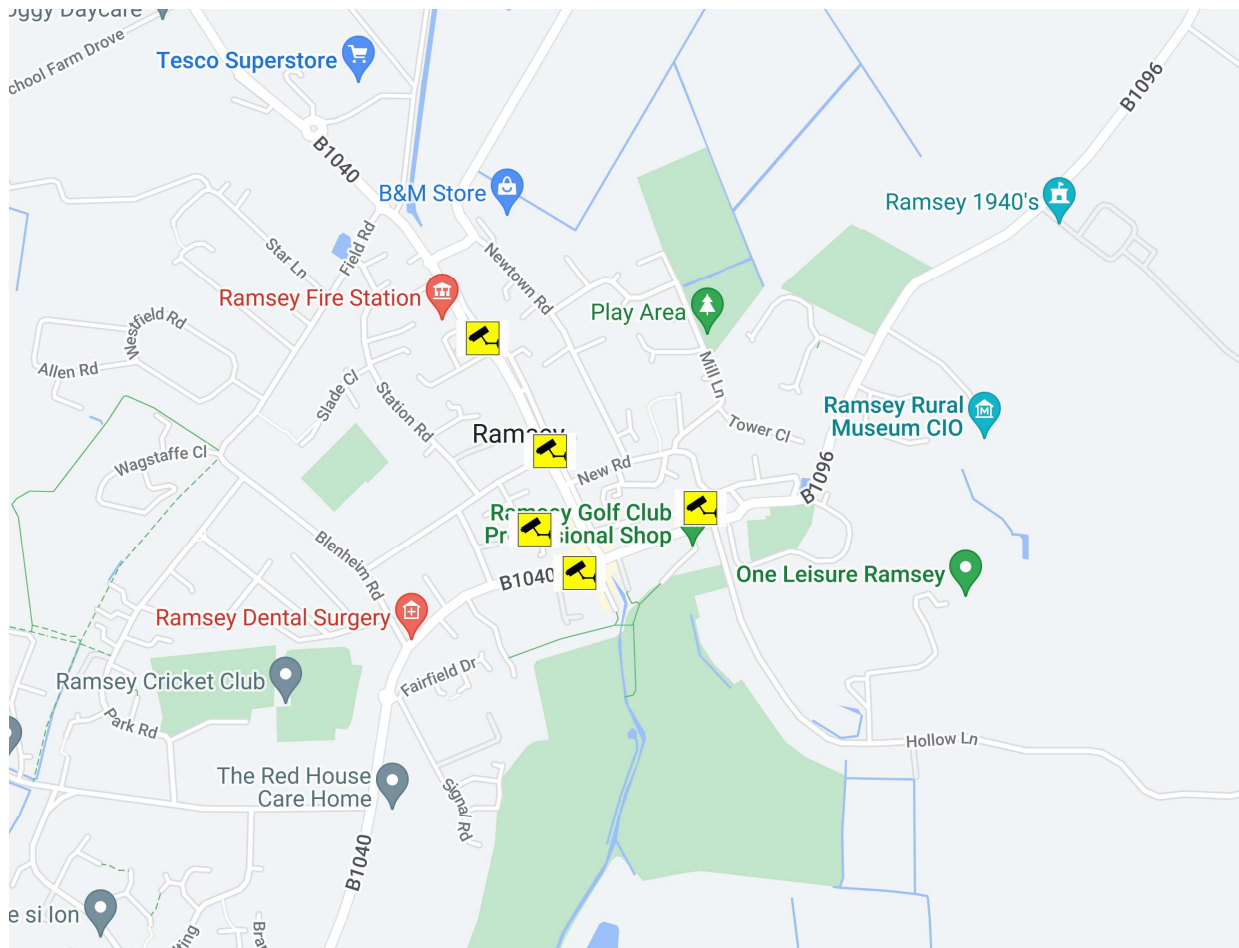 oggy Daycare
chool Farm Drove
Tesco Superstore
B1096
B1040
B&M Store
Ramsey 1940's
Star Ln
Field Rd
Newtown Rd
Ramsey Fire Station
Play Area
Westfield Rd
Allen Rd
Slade Cl
Station Rd
Mill Ln
Ramsey Rural
Museum CIO
Tower Cl
Ramsey
Wagstaffe Cl
New Rd
B1096
Ramsey Golf Club
Professional Shop
Blenheim Rd
B1040
One Leisure Ramsey
Ramsey Dental Surgery
Fairfield Dr
Ramsey Cricket Club
Park Rd
Hollow Ln
The Red House
Care Home
Signal Rd
B1040
e si Ion
lting
Bra